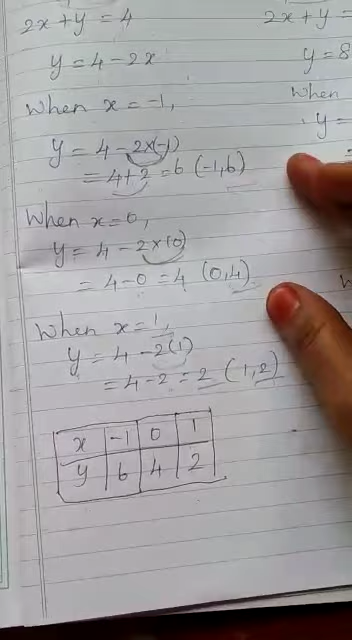 2x+y = 4
y = 4-2x
When x = -1,
y = 4-2×(-1)
= 4+2 = 6 (-1,6)
When x=0,
y = 4-2×(0)
= 4-0 = 4 (0,4)
When x=1,
y = 4-2(1)
= 4-2 = 2 (1,2)
x -1 0 1
y 6 4 2
2x+y =
y = 8
When
y =